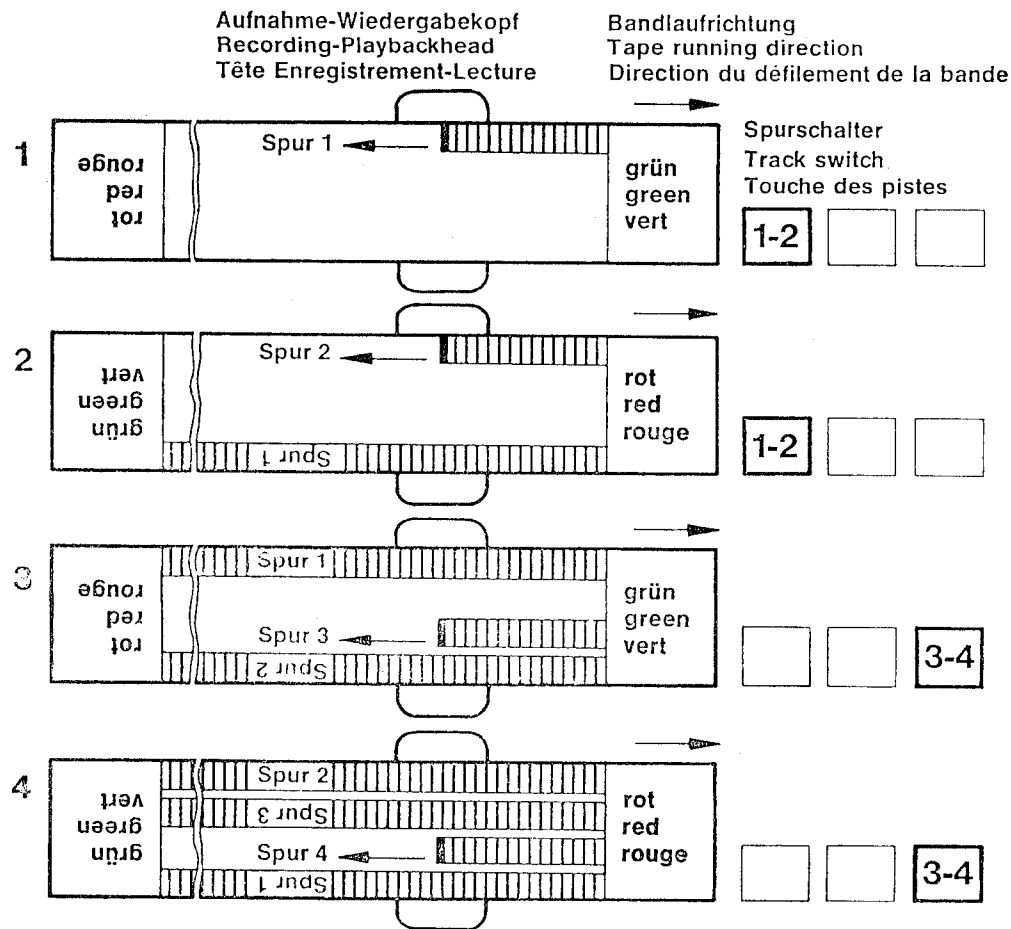 Aufnahme-Wiedergabekopf
Recording-Playbackhead
Tête Enregistrement-Lecture
Bandlaufrichtung
Tape running direction
Direction du défilement de la bande
1
rot
red
rouge
Spur 1
grün
green
vert
Spurschalter
Track switch
Touche des pistes
1-2
2
grün
green
vert
Spur 2
Spur 1
rot
red
rouge
1-2
3
rot
red
rouge
Spur 1
Spur 3
Spur 2
grün
green
vert
3-4
4
grün
green
vert
Spur 2
Spur 3
Spur 4
Spur 1
rot
red
rouge
3-4